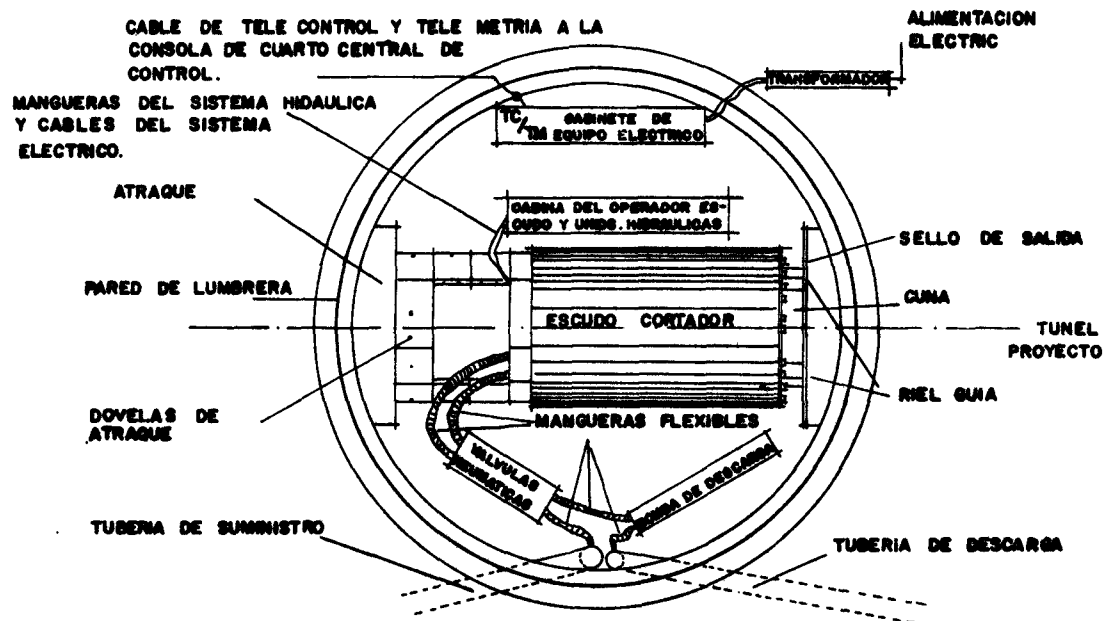 CABLE DE TELE CONTROL Y TELE METRIA A LA
CONSOLA DE CUARTO CENTRAL DE
CONTROL.
ALIMENTACION
ELECTRIC
TRANSFORMADOR
MANGUERAS DEL SISTEMA HIDAULICA
Y CABLES DEL SISTEMA
ELECTRICO.
TC/TM
GABINETE DE
EQUIPO ELECTRICO
ATRAQUE
CABINA DEL OPERADOR ES-
CUDO Y UNIDS. HIDRAULICAS
SELLO DE SALIDA
PARED DE LUMBRERA
CUNA
ESCUDO CORTADOR
TUNEL
PROYECTO
RIEL GUIA
DOVELAS DE
ATRAQUE
MANGUERAS FLEXIBLES
VALVULAS
NEUMATICAS
BOMBA DE DESCARGA
TUBERIA DE SUMINISTRO
TUBERIA DE DESCARGA